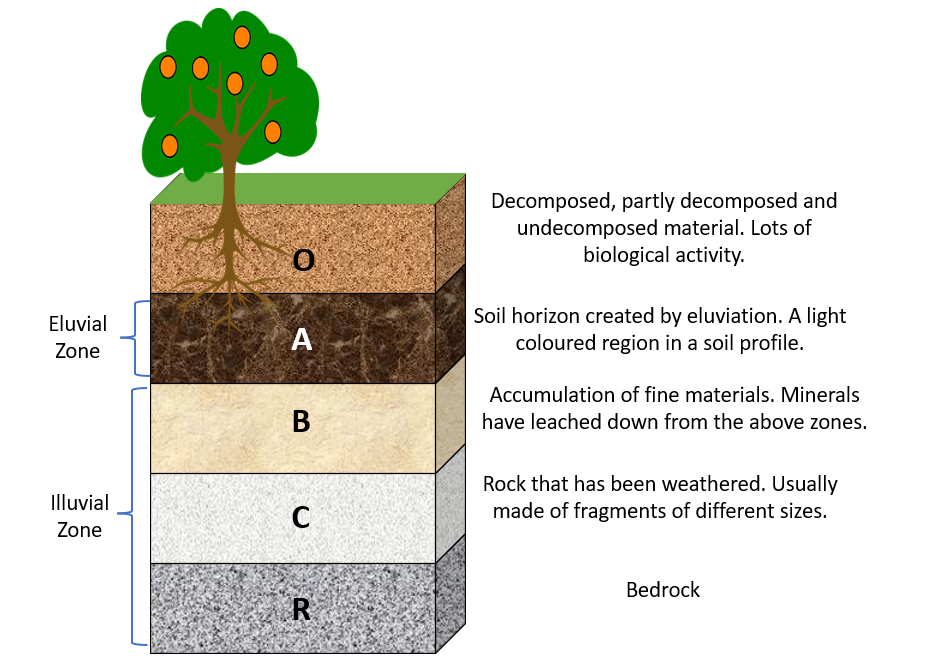 Decomposed, partly decomposed and
undecomposed material. Lots of
biological activity.
O
Eluvial
Zone
A
Soil horizon created by eluviation. A light
coloured region in a soil profile.
B
Accumulation of fine materials. Minerals
have leached down from the above zones.
Illuvial
Zone
C
Rock that has been weathered. Usually
made of fragments of different sizes.
R
Bedrock